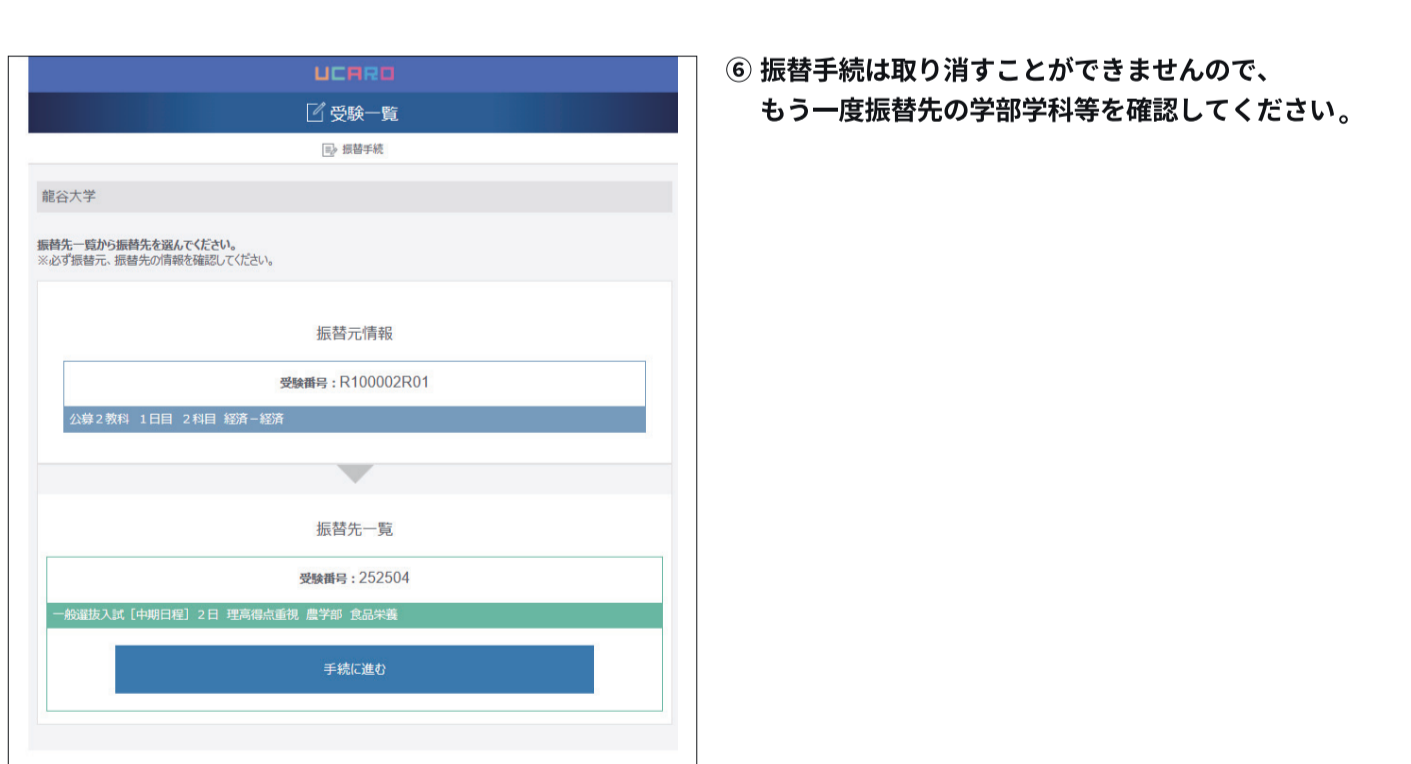 UCARO
受験一覧
振替手続
龍谷大学
振替先一覧から振替先を選んでください。
※必ず振替元、振替先の情報を確認してください。
振替元情報
受験番号：R100002R01
公募２教科 １日目 ２科目 経済－経済
振替先一覧
受験番号：252504
一般選抜入試［中期日程］２日 理高得点重視 農学部 食品栄養
手続に進む
⑥ 振替手続は取り消すことができませんので、
もう一度振替先の学部学科等を確認してください。